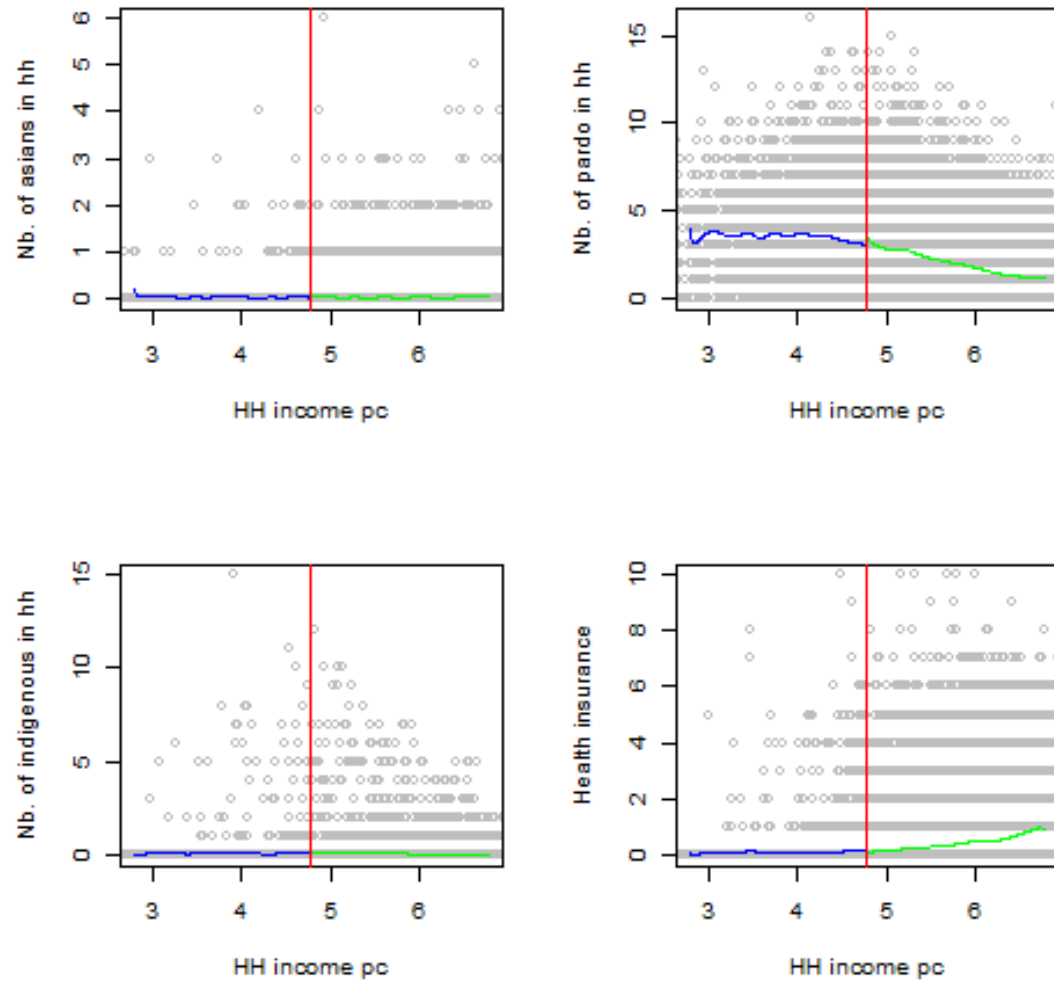 Nb. of asians in hh
0 1 2 3 4 5 6
3 4 5 6
HH income pc
Nb. of pardo in hh
0 5 10 15
3 4 5 6
HH income pc
Nb. of indigenous in hh
0 5 10 15
3 4 5 6
HH income pc
Health insurance
0 2 4 6 8 10
3 4 5 6
HH income pc